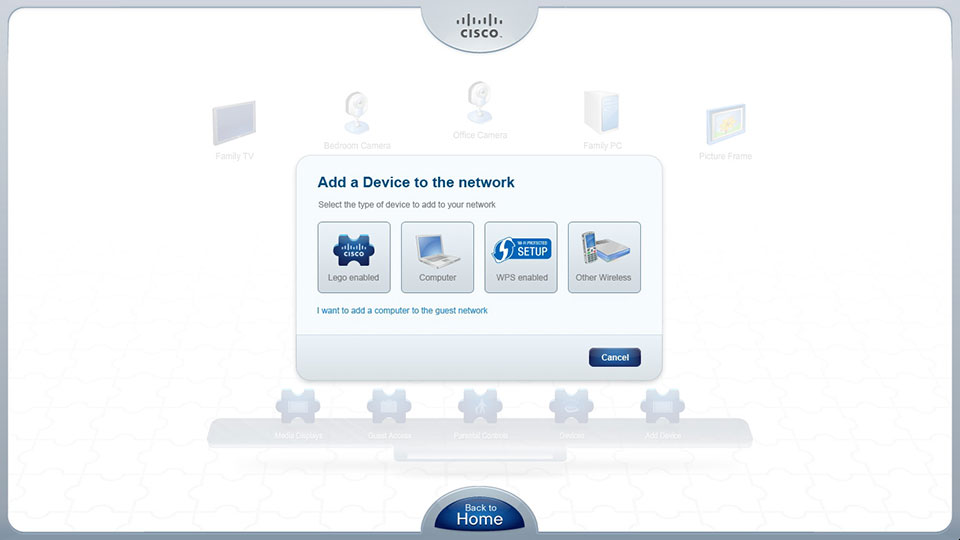 CISCO.
Family TV
Bedroom Camera
Office Camera
Family PC
Picture Frame
Add a Device to the network
Select the type of device to add to your network
CISCO
Lego enabled
Computer
Wi-Fi PROTECTED
SETUP
WPS enabled
Other Wireless
I want to add a computer to the guest network
Cancel
Media Displays
Guest Access
Parental Controls
Devices
Add Device
Back to
Home